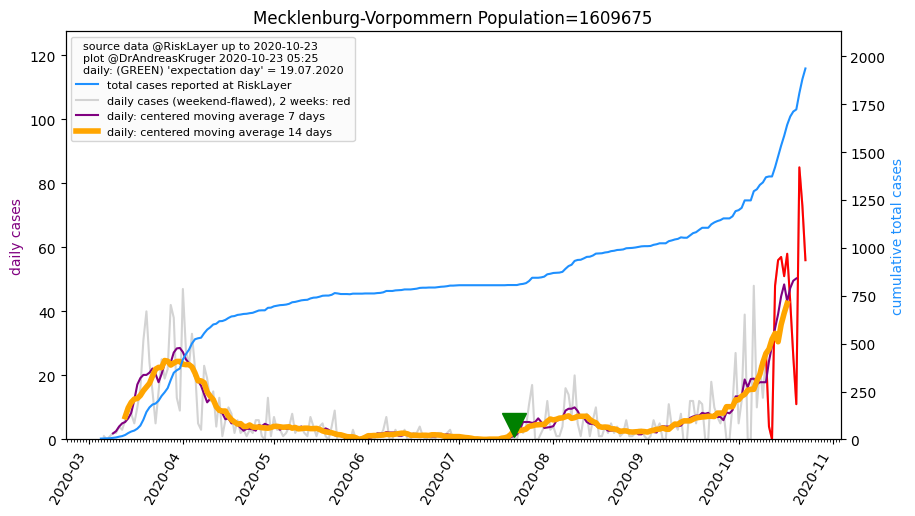 Mecklenburg-Vorpommern Population=1609675
source data @RiskLayer up to 2020-10-23
plot @DrAndreasKruger 2020-10-23 05:25
daily: (GREEN) 'expectation day' = 19.07.2020
total cases reported at RiskLayer
daily cases (weekend-flawed), 2 weeks: red
daily: centered moving average 7 days
daily: centered moving average 14 days
daily cases
120
100
80
60
40
20
0
cumulative total cases
2000
1750
1500
1250
1000
750
500
250
0
2020-03
2020-04
2020-05
2020-06
2020-07
2020-08
2020-09
2020-10
2020-11